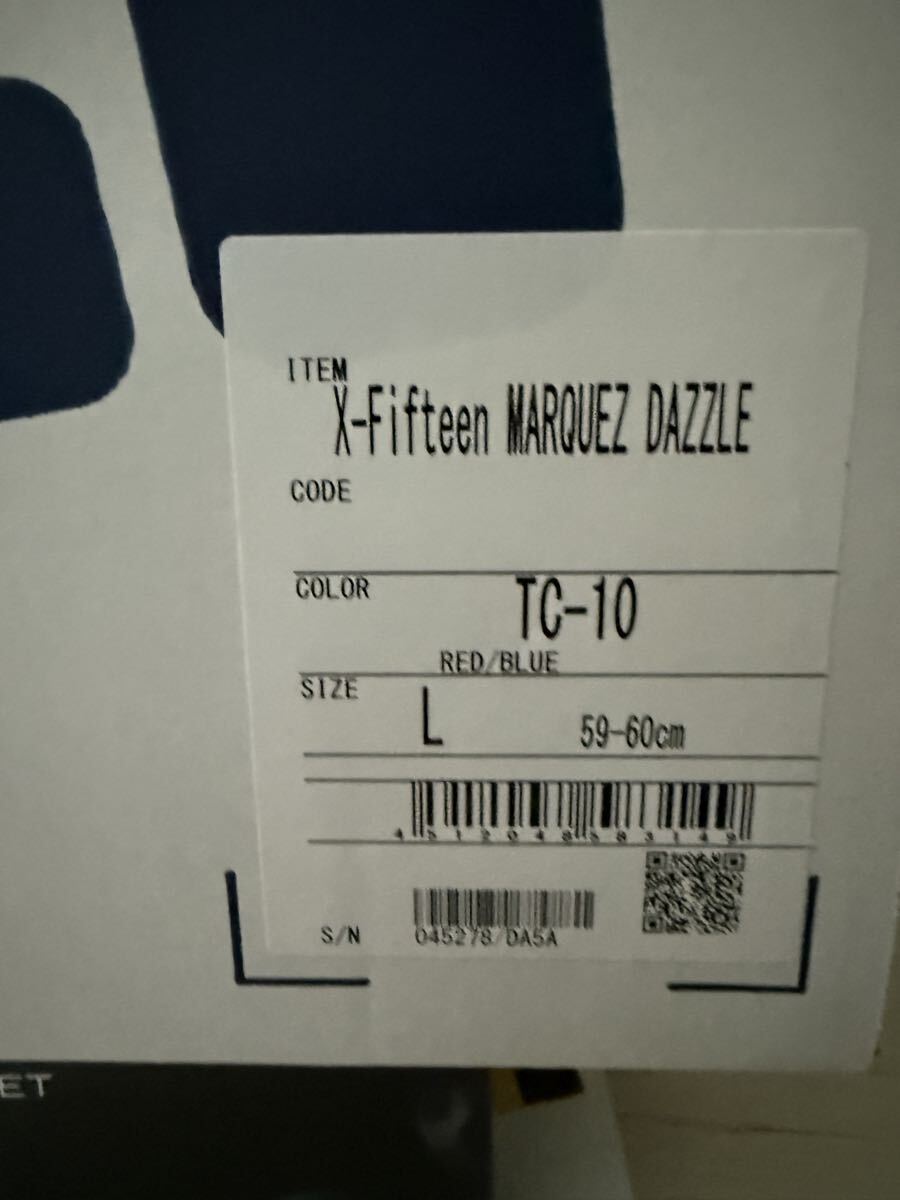 ITEM
X-Fifteen MARQUEZ DAZZLE
CODE
COLOR
TC-10
RED/BLUE
SIZE
L 59-60cm
4512048583149
S/N 045278/DA5A
ET